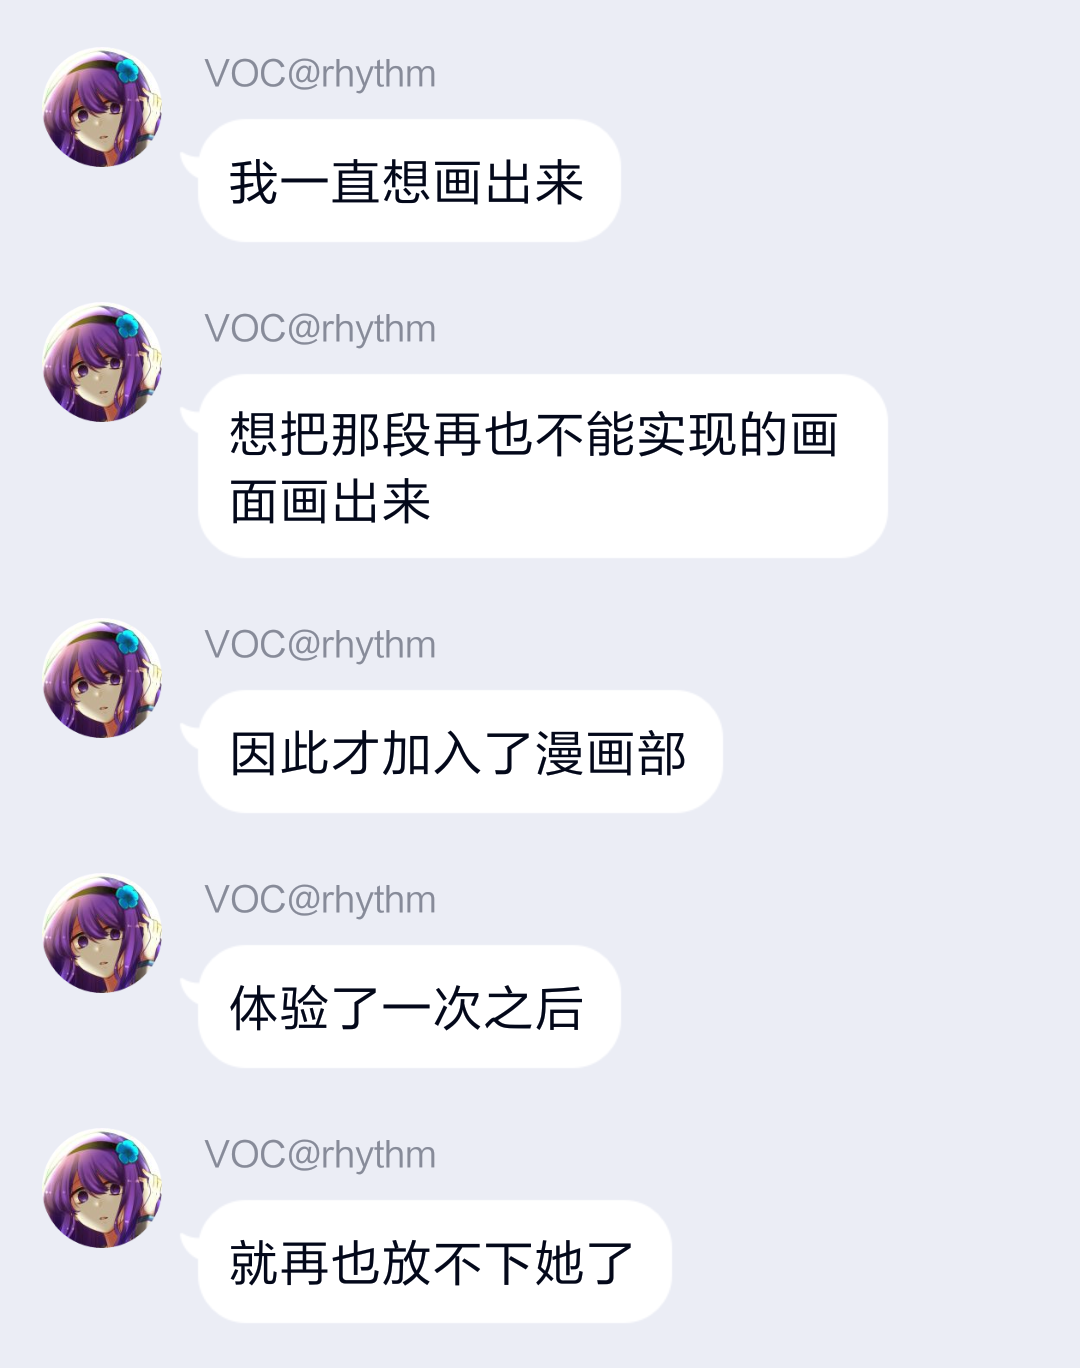 VOC@rhythm
我一直想画出来
VOC@rhythm
想把那段再也不能实现的画
面画出来
VOC@rhythm
因此才加入了漫画部
VOC@rhythm
体验了一次之后
VOC@rhythm
就再也放不下她了